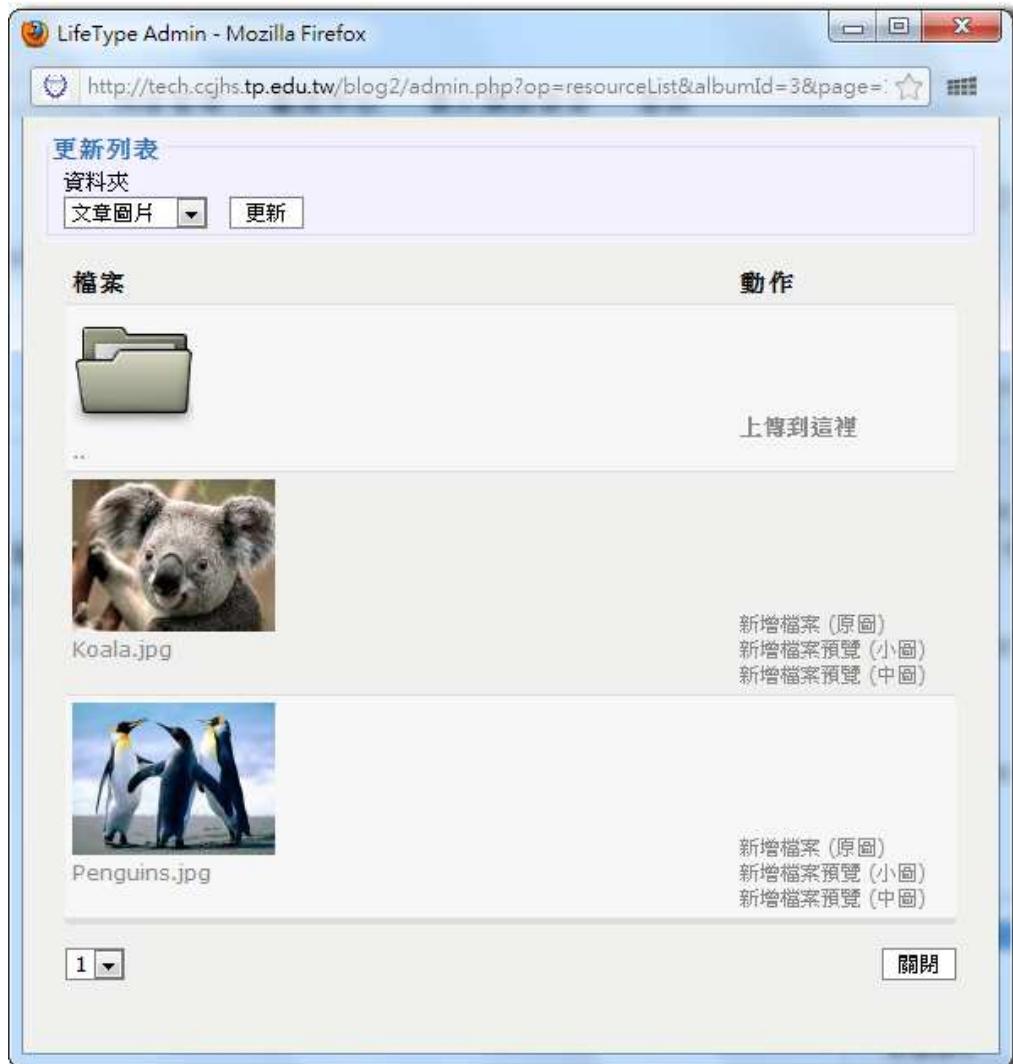 LifeType Admin - Mozilla Firefox
http://tech.ccjhs.tp.edu.tw/blog2/admin.php?op=resourceList&albumId=3&page=
更新列表
資料夾
文章圖片 更新
檔案 動作
上傳到這裡
..
新增檔案 (原圖)
Koala.jpg 新增檔案預覽 (小圖)
新增檔案預覽 (中圖)
新增檔案 (原圖)
Penguins.jpg 新增檔案預覽 (小圖)
新增檔案預覽 (中圖)
1 關閉